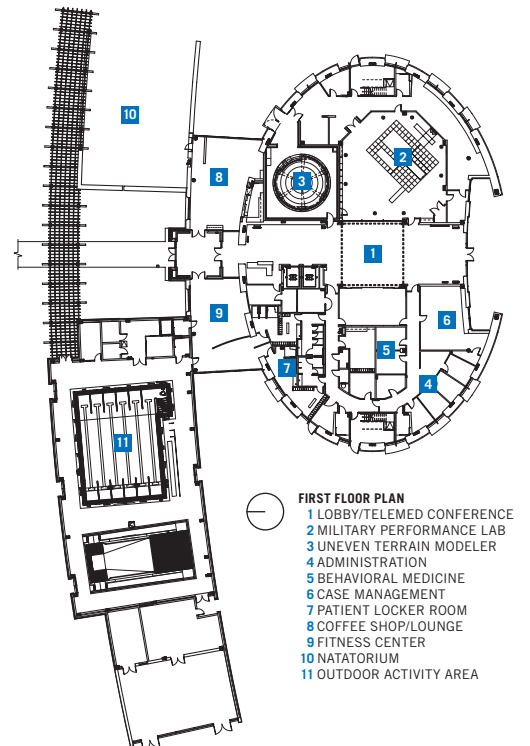 10
2
8
3
1
9
6
5
7
4
11
FIRST FLOOR PLAN
1 LOBBY/TELEMED CONFERENCE
2 MILITARY PERFORMANCE LAB
3 UNEVEN TERRAIN MODELER
4 ADMINISTRATION
5 BEHAVIORAL MEDICINE
6 CASE MANAGEMENT
7 PATIENT LOCKER ROOM
8 COFFEE SHOP/LOUNGE
9 FITNESS CENTER
10 NATATORIUM
11 OUTDOOR ACTIVITY AREA